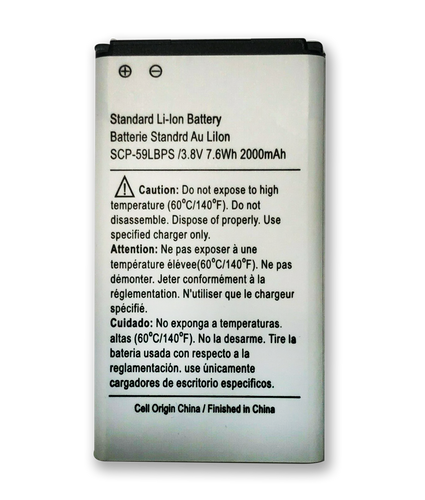 ⊕ ⊖
Standard Li-Ion Battery
Batterie Standrd Au LiIon
SCP-59LBPS /3.8V 7.6Wh 2000mAh
Caution: Do not expose to high
temperature (60°C/140°F). Do not
disassemble. Dispose of properly. Use
specified charger only.
Attention: Ne pas exposer à une
température élevée(60°C/140°F). Ne pas
démonter. Jeter conformément à la
réglementation. N'utiliser que le chargeur
spécifié.
Cuidado: No exponga a temperaturas.
altas (60°C/140°F). No la desarme. Tire la
bateria usada con respecto a la
reglamentación. use únicamente
cargadores de escritorio especificos.
Cell Origin China / Finished in China